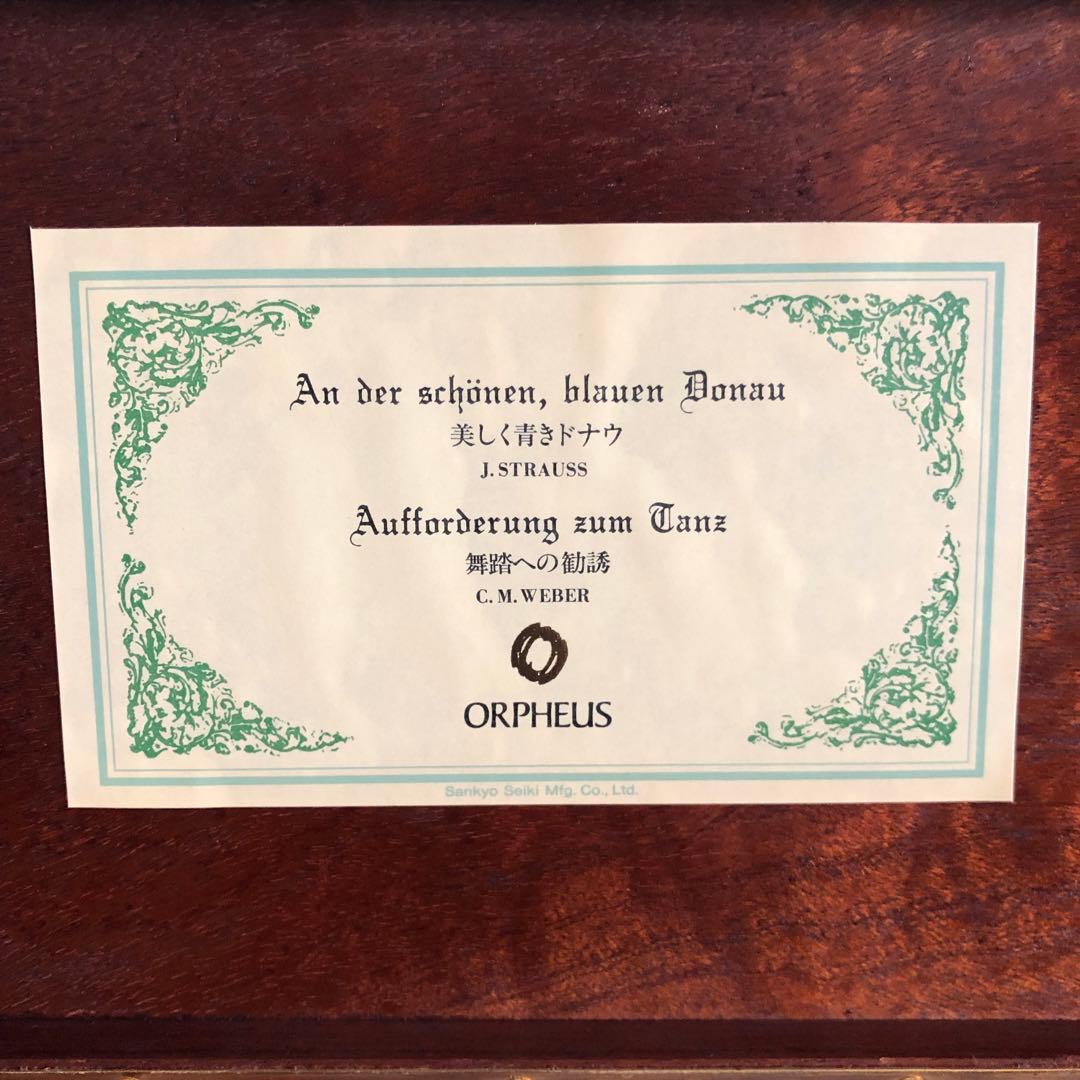 An der schönen, blauen Donau
美しく青きドナウ
J. STRAUSS
Aufforderung zum Tanz
舞踏への勧誘
C. M. WEBER
ORPHEUS
Sankyo Seiki Mfg. Co., Ltd.